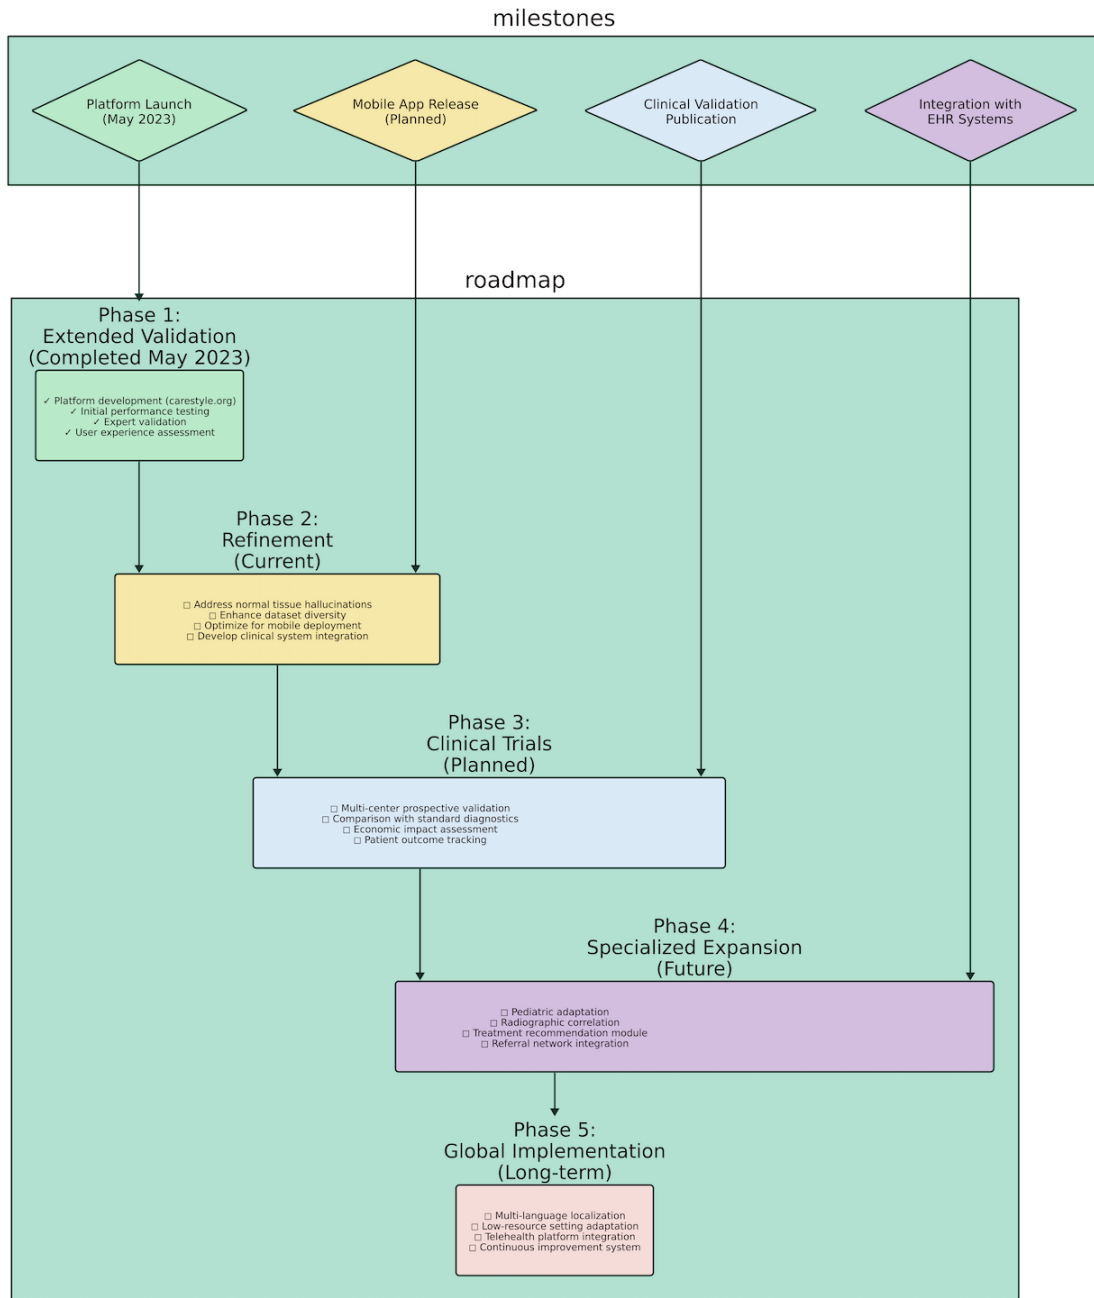 milestones
Platform Launch
(May 2023)
Mobile App Release
(Planned)
Clinical Validation
Publication
Integration with
EHR Systems
roadmap
Phase 1:
Extended Validation
(Completed May 2023)
✓ Platform development (carestyle.org)
✓ Initial performance testing
✓ Expert validation
✓ User experience assessment
Phase 2:
Refinement
(Current)
□ Address normal tissue hallucinations
□ Enhance dataset diversity
□ Optimize for mobile deployment
□ Develop clinical system integration
Phase 3:
Clinical Trials
(Planned)
□ Multi-center prospective validation
□ Comparison with standard diagnostics
□ Economic impact assessment
□ Patient outcome tracking
Phase 4:
Specialized Expansion
(Future)
□ Pediatric adaptation
□ Radiographic correlation
□ Treatment recommendation module
□ Referral network integration
Phase 5:
Global Implementation
(Long-term)
□ Multi-language localization
□ Low-resource setting adaptation
□ Telehealth platform integration
□ Continuous improvement system